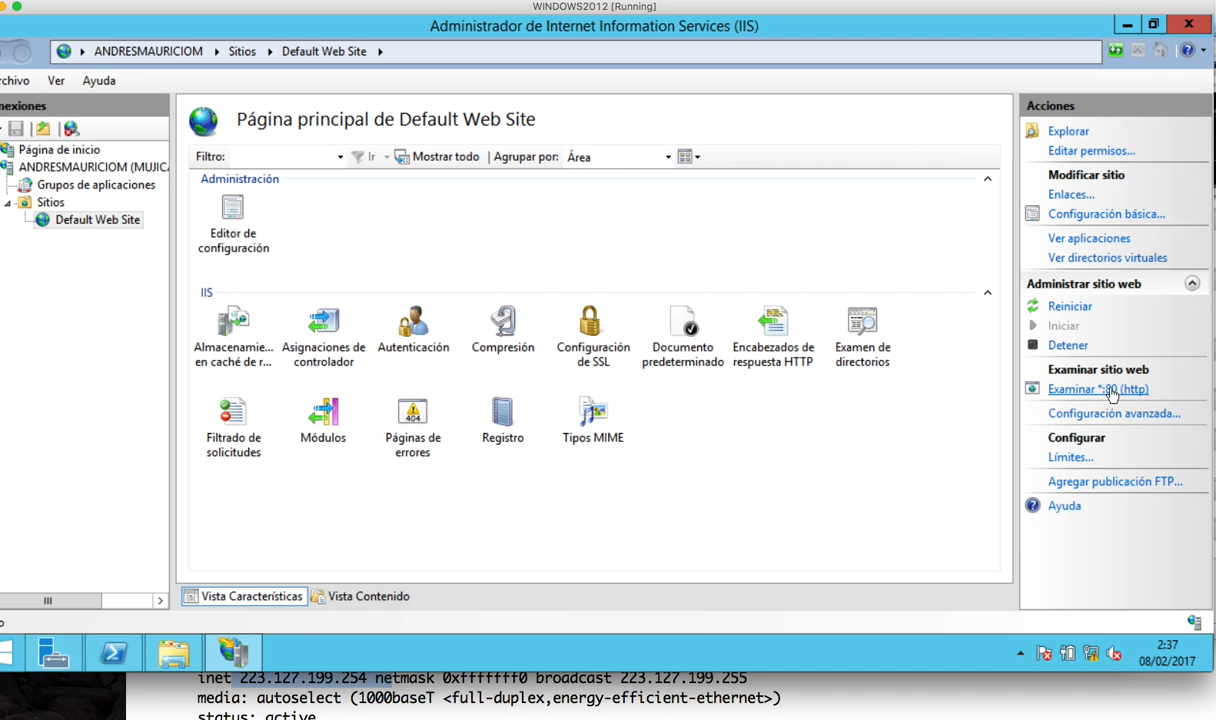 WINDOWS2012 [Running]
Administrador de Internet Information Services (IIS)
ANDRESMAURICIOM
Sitios
Default Web Site
rchivo
Ver
Ayuda
nexiones
Página de inicio
ANDRESMAURICIOM (MUJICA
Grupos de aplicaciones
Sitios
Default Web Site
Página principal de Default Web Site
Filtro:
Ir
Mostrar todo
Agrupar por:
Área
Administración
Editor de
configuración
IIS
Almacenamie...
en caché de r...
Asignaciones de
controlador
Autenticación
Compresión
Configuración
de SSL
Documento
predeterminado
Encabezados de
respuesta HTTP
Examen de
directorios
Filtrado de
solicitudes
Módulos
404
Páginas de
errores
Registro
Tipos MIME
Vista Características
Vista Contenido
Acciones
Explorar
Editar permisos...
Modificar sitio
Enlaces...
Configuración básica...
Ver aplicaciones
Ver directorios virtuales
Administrar sitio web
Reiniciar
Iniciar
Detener
Examinar sitio web
Examinar *:80 (http)
Configuración avanzada...
Configurar
Límites...
Agregar publicación FTP...
Ayuda
o
2:37
08/02/2017
inet 223.127.199.254 netmask 0xfffffff0 broadcast 223.127.199.255
media: autoselect (1000baseT <full-duplex,energy-efficient-ethernet>)
status: active